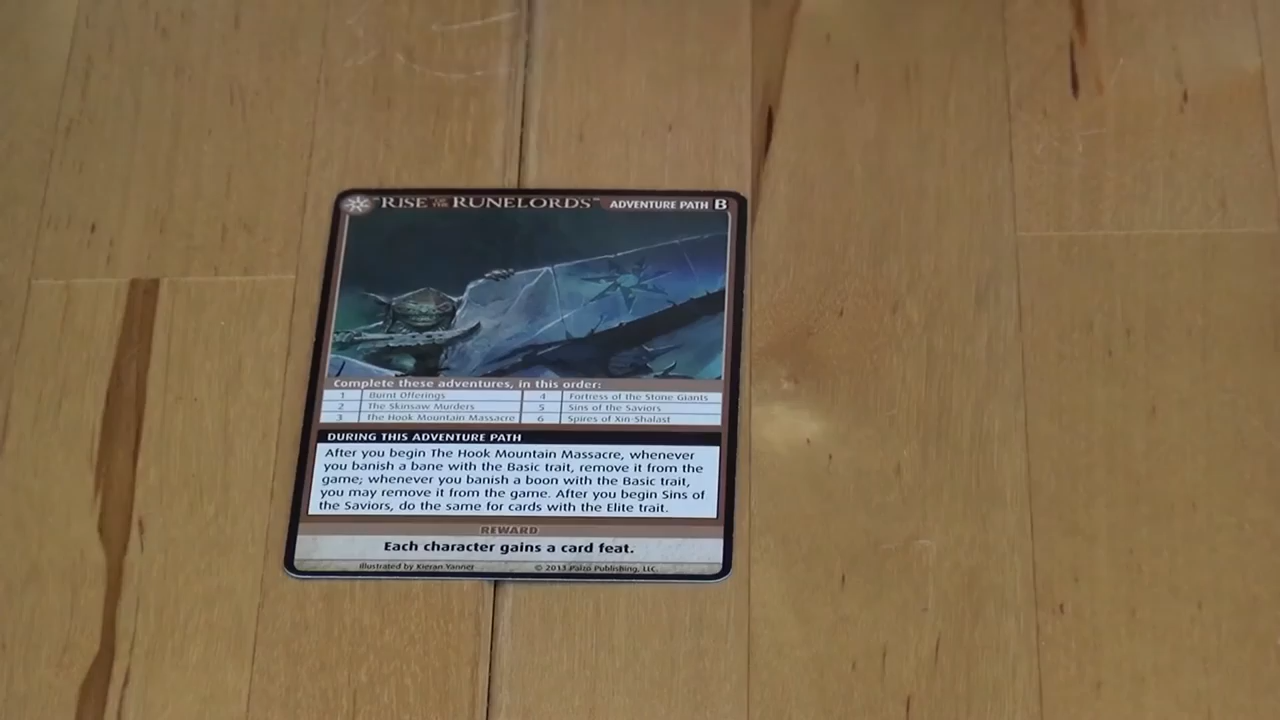 RISE OF THE RUNELORDS ADVENTURE PATH B
Complete these adventures, in this order:
1 Burnt Offerings 4 Fortress of the Stone Giants
2 The Skinsaw Murders 5 Sins of the Saviors
3 The Hook Mountain Massacre 6 Spires of Xin-Shalast
DURING THIS ADVENTURE PATH
After you begin The Hook Mountain Massacre, whenever
you banish a bane with the Basic trait, remove it from the
game; whenever you banish a boon with the Basic trait,
you may remove it from the game. After you begin Sins of
the Saviors, do the same for cards with the Elite trait.
REWARD
Each character gains a card feat.
Illustrated by Kieran Yanner © 2013 Paizo Publishing, LLC.